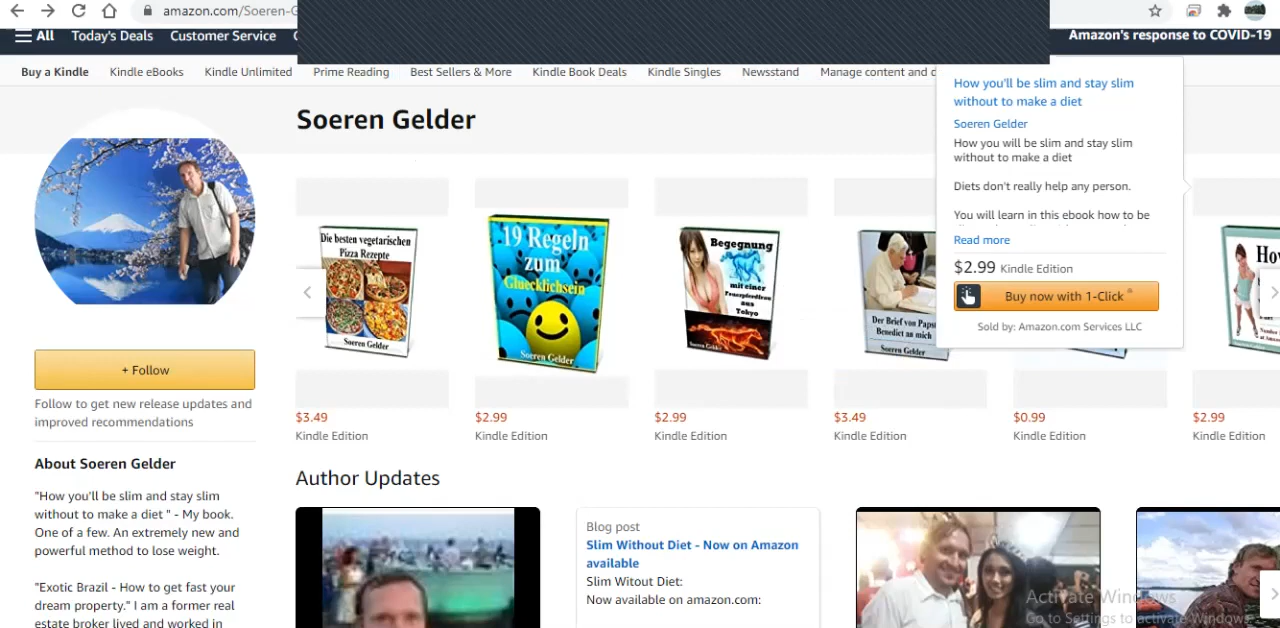 amazon.com/Soeren-G
All
Today's Deals
Customer Service
Amazon's response to COVID-19
Buy a Kindle
Kindle eBooks
Kindle Unlimited
Prime Reading
Best Sellers & More
Kindle Book Deals
Kindle Singles
Newsstand
Manage content and d
Soeren Gelder
How you'll be slim and stay slim
without to make a diet
Soeren Gelder
How you will be slim and stay slim
without to make a diet
Diets don't really help any person.
You will learn in this ebook how to be
Read more
$2.99 Kindle Edition
Buy now with 1-Click
Sold by: Amazon.com Services LLC
Die besten vegetarischen
Pizza Rezepte
Soeren Gelder
19 Regeln
zum
Gluecklichsein
Soeren Gelder
Begegnung
mit einer
Feuerpferdfrau
aus
Tokyo
Soeren Gelder
Der Brief von Papst
Benedict an mich
Soeren Gelder
How
$3.49
Kindle Edition
$2.99
Kindle Edition
$2.99
Kindle Edition
$3.49
Kindle Edition
$0.99
Kindle Edition
$2.99
Kindle Edition
+ Follow
Follow to get new release updates and
improved recommendations
About Soeren Gelder
"How you'll be slim and stay slim
without to make a diet " - My book.
One of a few. An extremely new and
powerful method to lose weight.
"Exotic Brazil - How to get fast your
dream property." I am a former real
estate broker lived and worked in
Author Updates
Blog post
Slim Without Diet - Now on Amazon
available
Slim Witout Diet:
Now available on amazon.com:
Activate Windows
Go to Settings to activate Windows.